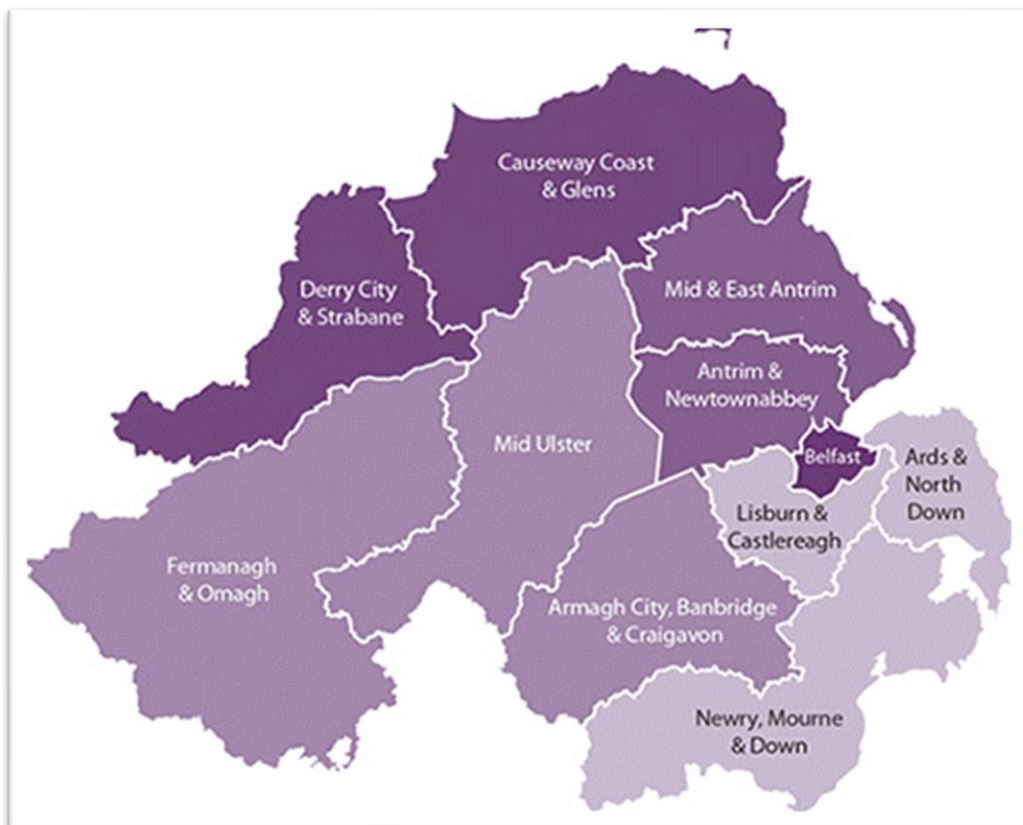 Causeway Coast
& Glens
Derry City
& Strabane
Mid & East Antrim
Antrim &
Newtownabbey
Mid Ulster
Belfast
Ards &
North
Down
Lisburn &
Castlereagh
Fermanagh
& Omagh
Armagh City, Banbridge
& Craigavon
Newry, Mourne
& Down